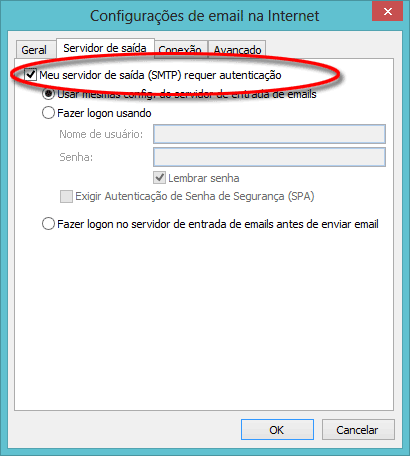 Configurações de email na Internet
Geral Servidor de saída Conexão Avançado
Meu servidor de saída (SMTP) requer autenticação
Usar mesmas config. do servidor de entrada de emails
Fazer logon usando
Nome de usuário:
Senha:
Lembrar senha
Exigir Autenticação de Senha de Segurança (SPA)
Fazer logon no servidor de entrada de emails antes de enviar email
OK Cancelar